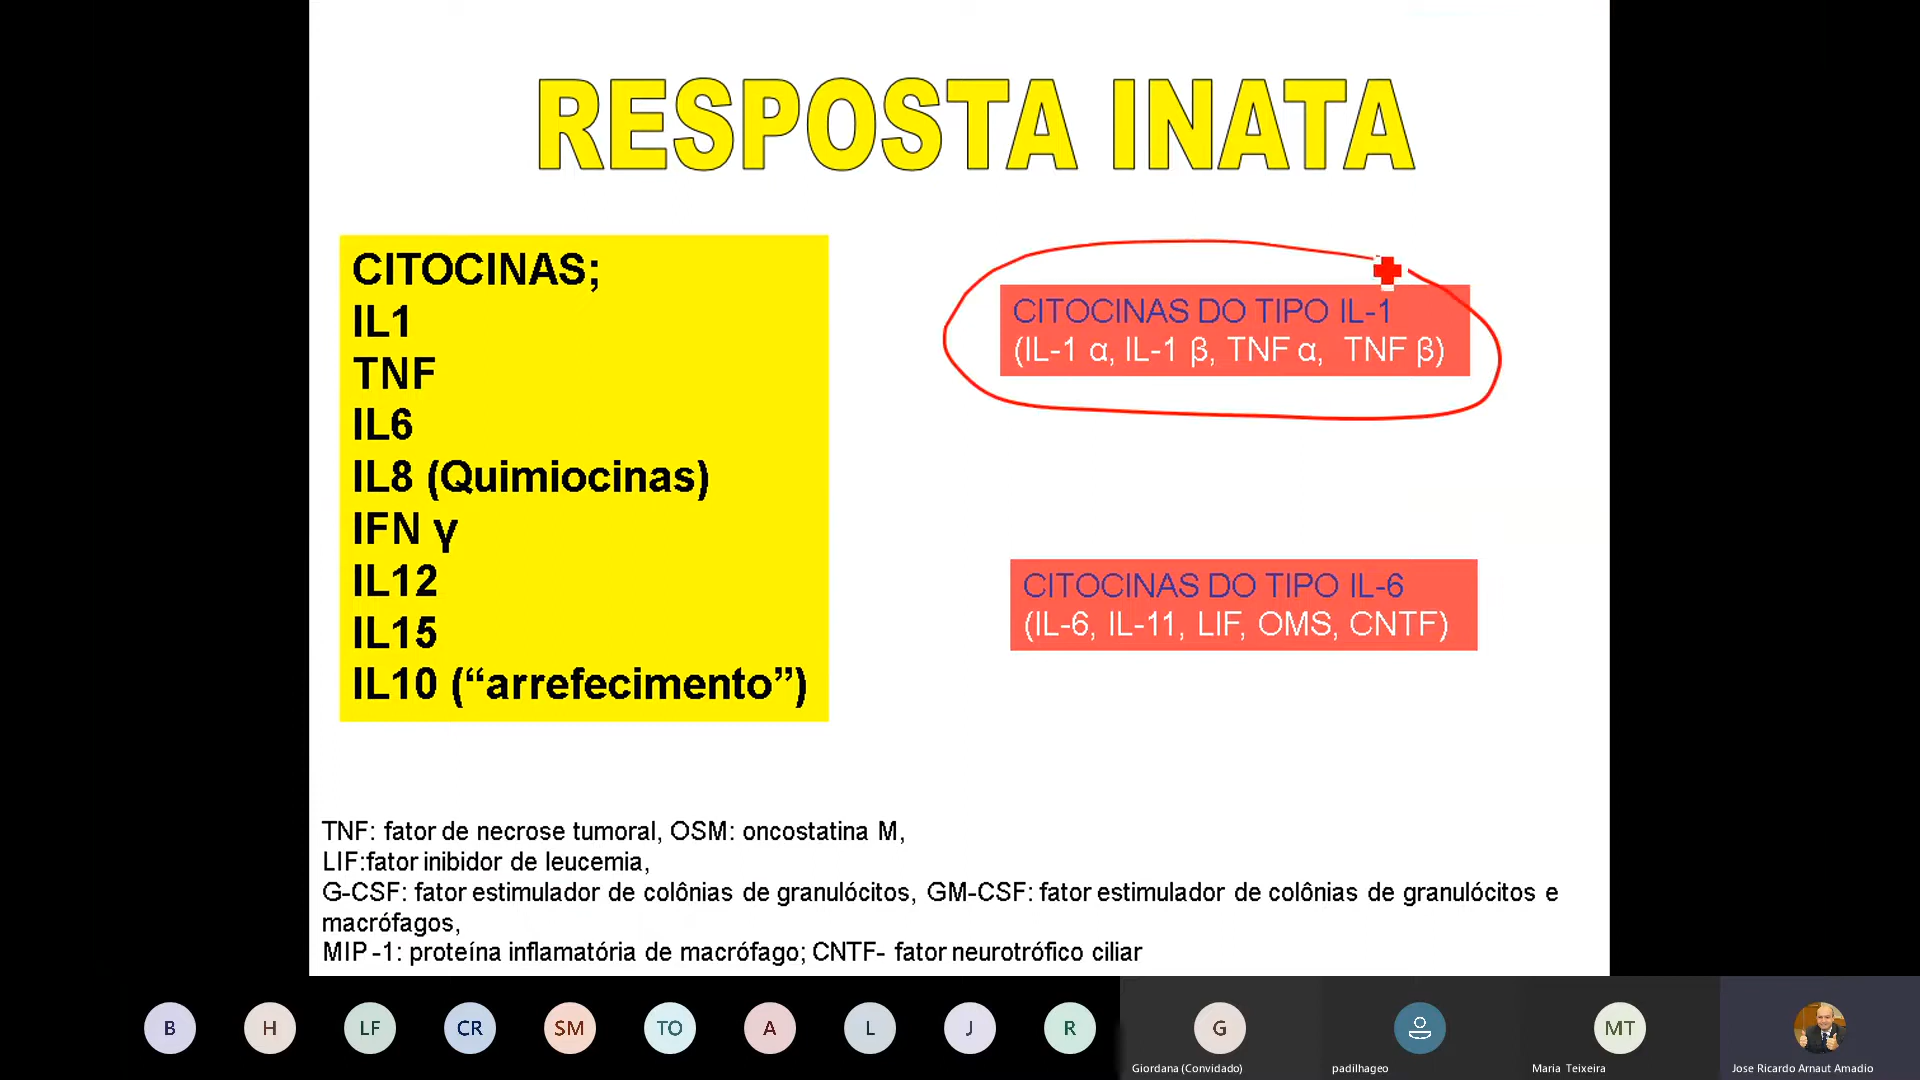 RESPOSTA INATA
CITOCINAS;
IL1
TNF
IL6
IL8 (Quimiocinas)
IFN γ
IL12
IL15
IL10 (“arrefecimento”)
CITOCINAS DO TIPO IL-1
(IL-1 α, IL-1 β, TNF α, TNF β)
CITOCINAS DO TIPO IL-6
(IL-6, IL-11, LIF, OMS, CNTF)
TNF: fator de necrose tumoral, OSM: oncostatina M,
LIF:fator inibidor de leucemia,
G-CSF: fator estimulador de colônias de granulócitos, GM-CSF: fator estimulador de colônias de granulócitos e
macrófagos,
MIP -1: proteína inflamatória de macrófago; CNTF- fator neurotrófico ciliar
B H LF CR SM TO A L J R G MT
Giordana (Convidado) padilhageo Maria Teixeira Jose Ricardo Arnaut Amadio